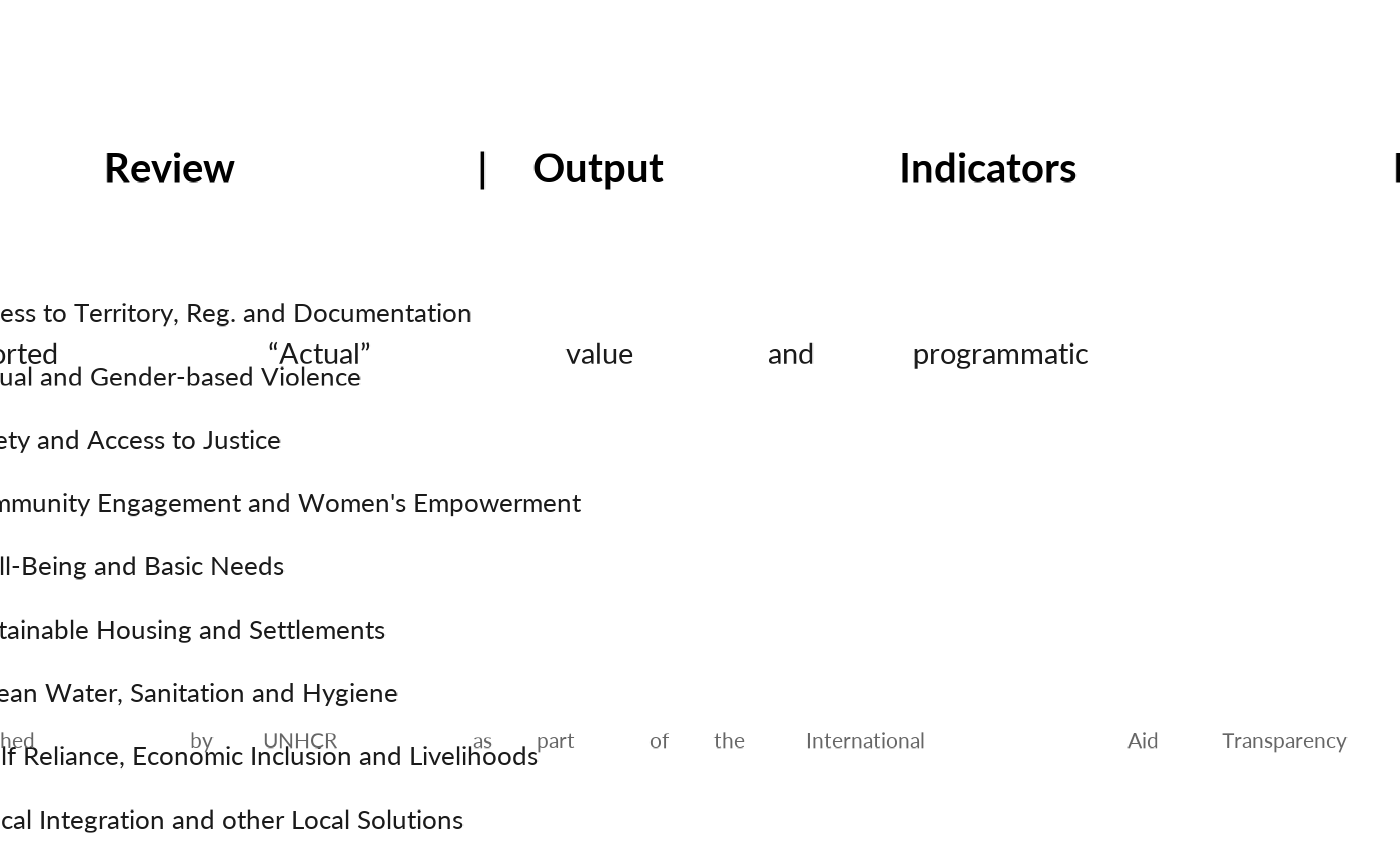 Review | Output Indicators
ess to Territory, Reg. and Documentation
orted “Actual” value and programmatic
ual and Gender-based Violence
ety and Access to Justice
mmunity Engagement and Women's Empowerment
ll-Being and Basic Needs
tainable Housing and Settlements
ean Water, Sanitation and Hygiene
hed by UNHCR as part of the International Aid Transparency
lf Reliance, Economic Inclusion and Livelihoods
cal Integration and other Local Solutions